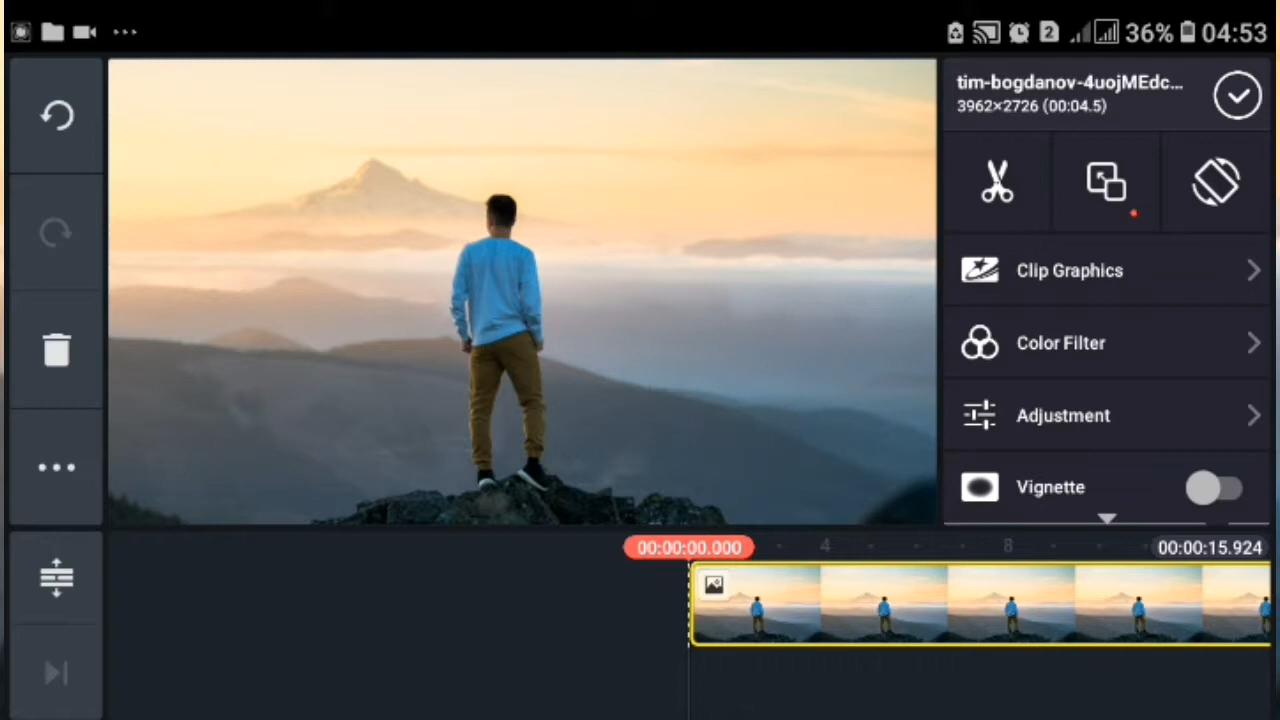 2 36% 04:53
tim-bogdanov-4uojMEdc...
3962×2726 (00:04.5)
Clip Graphics
Color Filter
Adjustment
Vignette
00:00:00.000 4 8 00:00:15.924